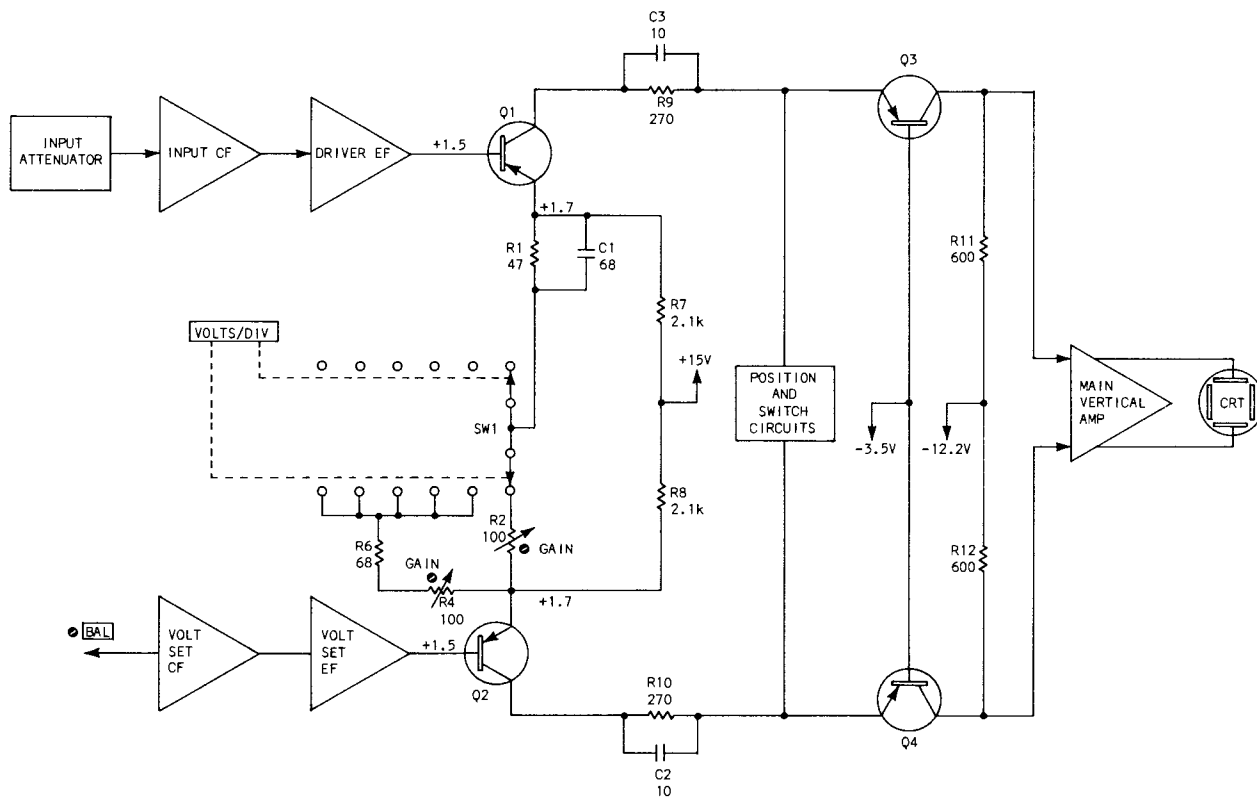 C3
10
Q3
R9
270
Q1
INPUT
ATTENUATOR
INPUT CF
DRIVER EF
+1.5
+1.7
R1
47
C1
68
R7
2.1k
R11
600
VOLTS/DIV
+15V
POSITION
AND
SWITCH
CIRCUITS
SW1
-3.5V
-12.2V
MAIN
VERTICAL
AMP
CRT
R8
2.1k
R2
100
GAIN
R6
68
GAIN
R4
100
+1.7
R12
600
BAL
VOLT
SET
CF
VOLT
SET
EF
+1.5
Q2
R10
270
Q4
C2
10